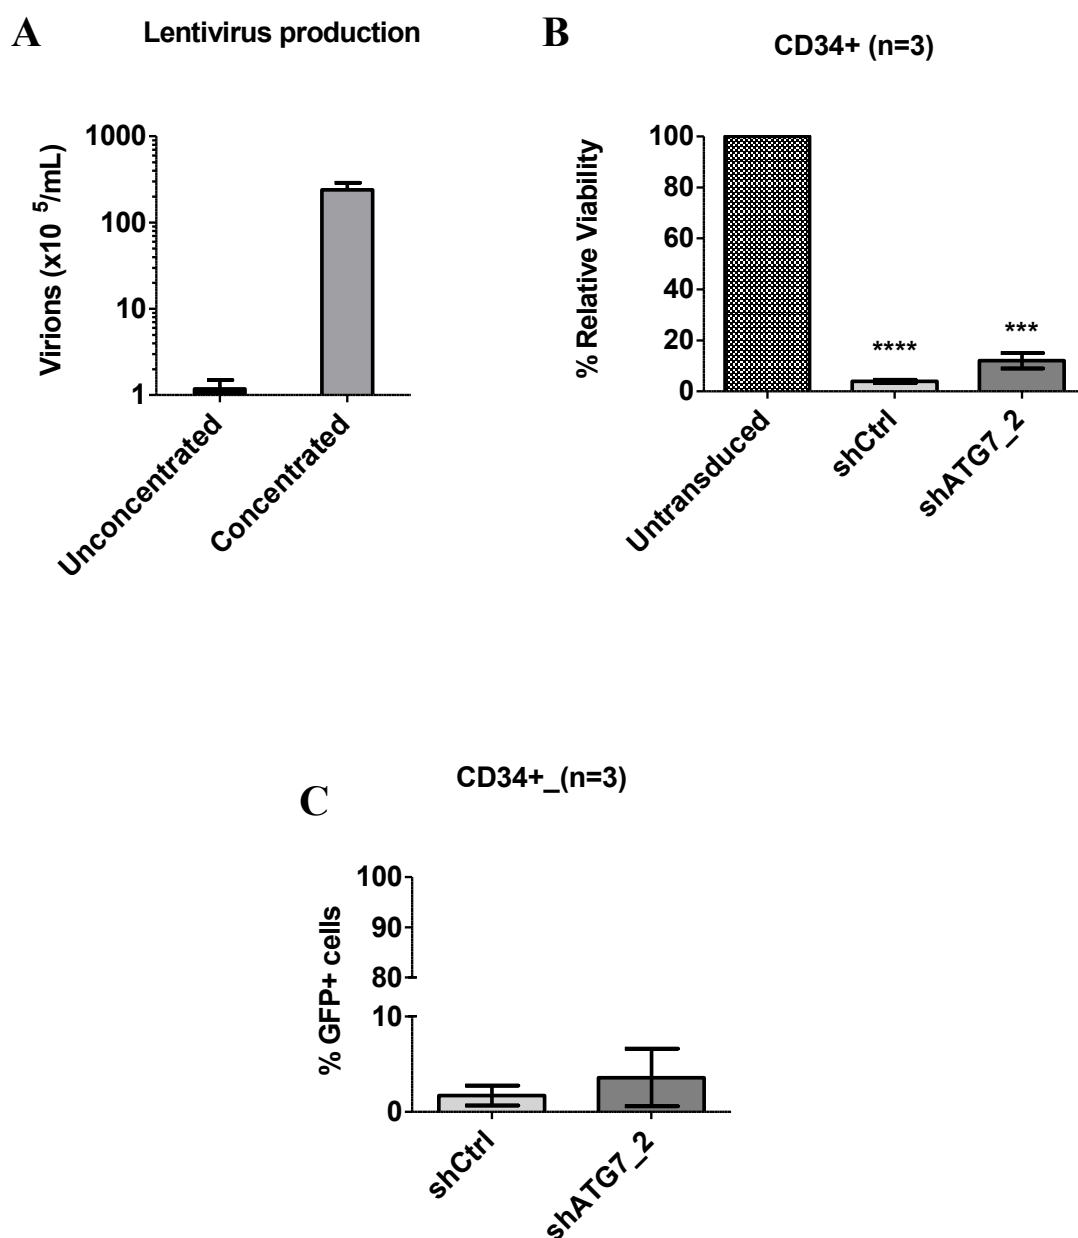 A
Lentivirus production
Virions (x10 ⁵/mL)
1000
100
10
1
Unconcentrated
Concentrated
B
CD34+ (n=3)
% Relative Viability
100
80
60
40
20
0
****
***
Untransduced
shCtrl
shATG7_2
C
CD34+_(n=3)
% GFP+ cells
100
90
80
10
0
shCtrl
shATG7_2